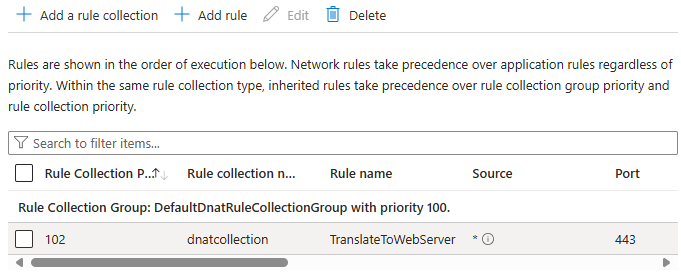 Add a rule collection Add rule Edit Delete
Rules are shown in the order of execution below. Network rules take precedence over application rules regardless of
priority. Within the same rule collection type, inherited rules take precedence over rule collection group priority and
rule collection priority.
Search to filter items...
Rule Collection P...↑↓ Rule collection n... Rule name Source Port
Rule Collection Group: DefaultDnatRuleCollectionGroup with priority 100.
102 dnatcollection TranslateToWebServer * 443